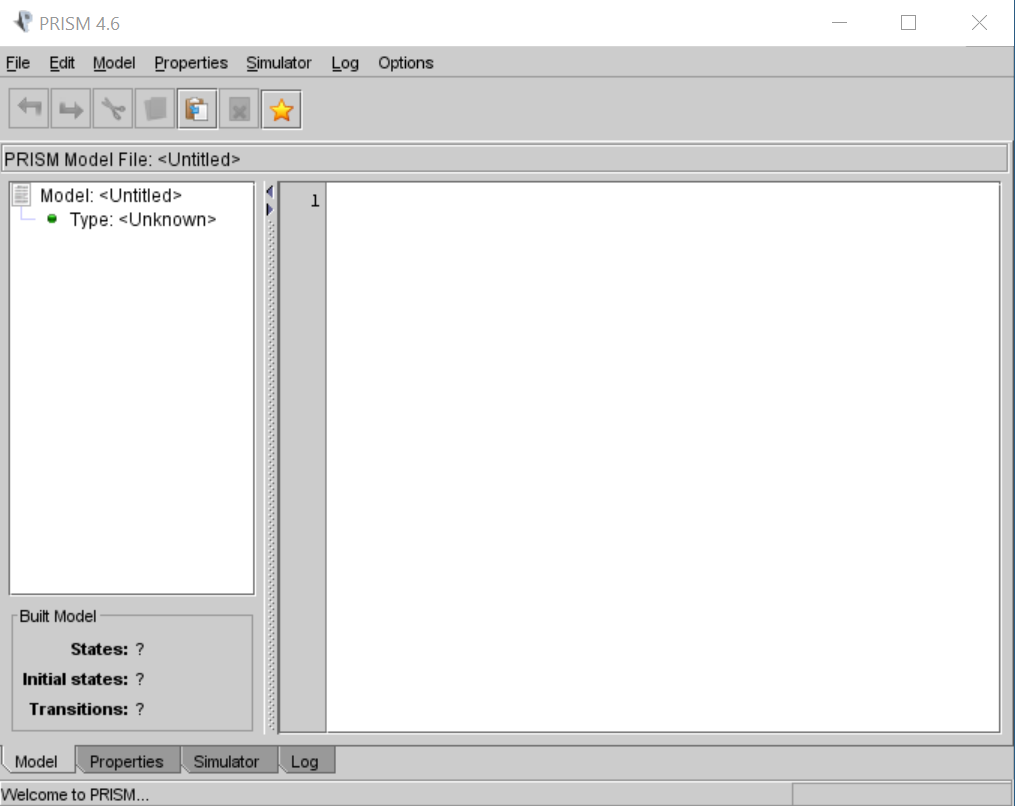 PRISM 4.6
File Edit Model Properties Simulator Log Options
PRISM Model File: <Untitled>
Model: <Untitled>
Type: <Unknown>
1
Built Model
States: ?
Initial states: ?
Transitions: ?
Model Properties Simulator Log
Welcome to PRISM...